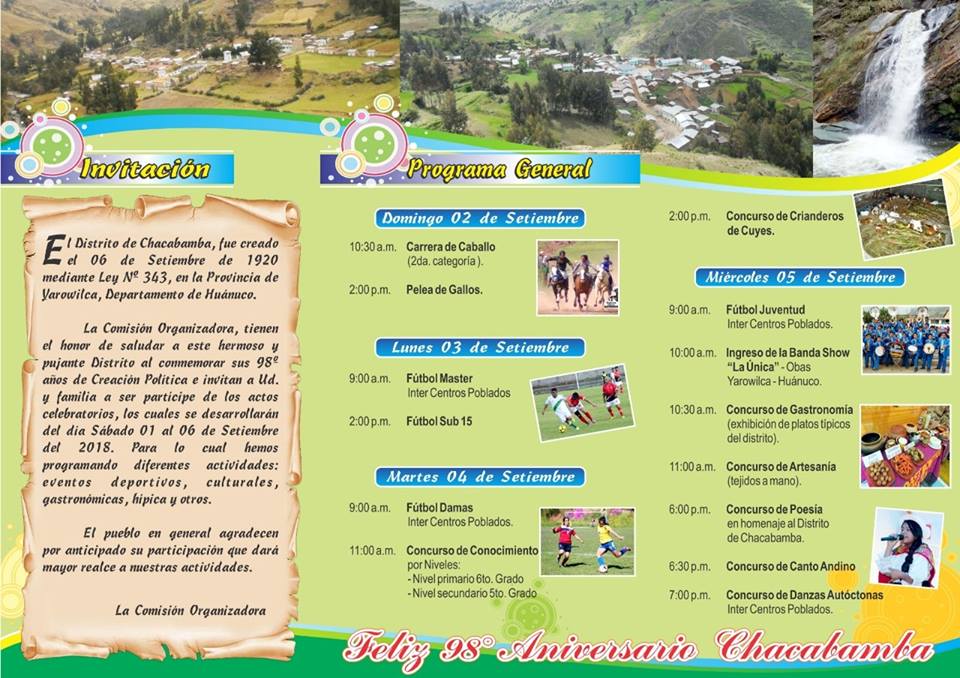 Invitación
El Distrito de Chacabamba, fue creado
el 06 de Setiembre de 1920
mediante Ley Nº 343, en la Provincia de
Yarowilca, Departamento de Huánuco.
La Comisión Organizadora, tienen
el honor de saludar a este hermoso y
pujante Distrito al conmemorar sus 98º
años de Creación Política e invitan a Ud.
y familia a ser participe de los actos
celebratorios, los cuales se desarrollarán
del día Sábado 01 al 06 de Setiembre
del 2018. Para lo cual hemos
programando diferentes actividades:
eventos deportivos, culturales,
gastronómicas, hípica y otros.
El pueblo en general agradecen
por anticipado su participación que dará
mayor realce a nuestras actividades.
La Comisión Organizadora
Programa General
Domingo 02 de Setiembre
10:30 a.m. Carrera de Caballo
(2da. categoría ).
2:00 p.m. Pelea de Gallos.
Lunes 03 de Setiembre
9:00 a.m. Fútbol Master
Inter Centros Poblados
2:00 p.m. Fútbol Sub 15
Martes 04 de Setiembre
9:00 a.m. Fútbol Damas
Inter Centros Poblados.
11:00 a.m. Concurso de Conocimiento
por Niveles:
- Nivel primario 6to. Grado
- Nivel secundario 5to. Grado
2:00 p.m. Concurso de Crianderos
de Cuyes.
Miércoles 05 de Setiembre
9:00 a.m. Fútbol Juventud
Inter Centros Poblados.
10:00 a.m. Ingreso de la Banda Show
“La Única” - Obas
Yarowilca - Huánuco.
10:30 a.m. Concurso de Gastronomía
(exhibición de platos típicos
del distrito).
11:00 a.m. Concurso de Artesanía
(tejidos a mano).
6:00 p.m. Concurso de Poesía
en homenaje al Distrito
de Chacabamba.
6:30 p.m. Concurso de Canto Andino
7:00 p.m. Concurso de Danzas Autóctonas
Inter Centros Poblados.
Feliz 98° Aniversario Chacabamba